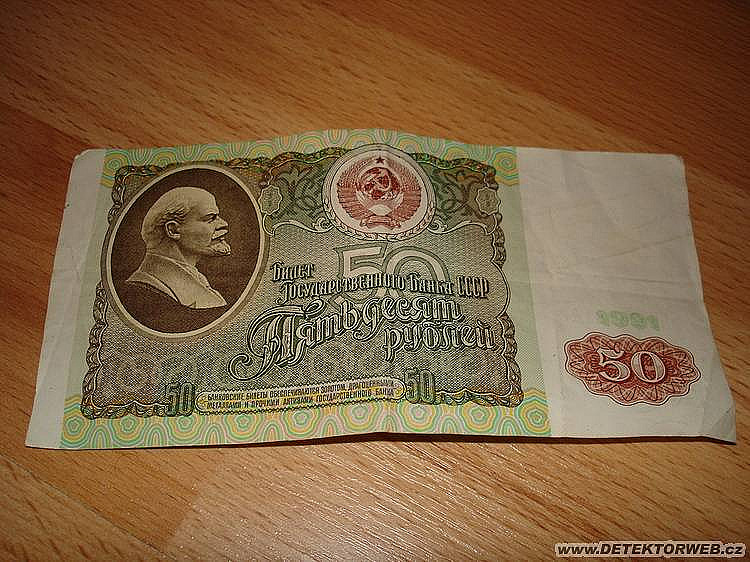 Билет
Государственного Банка СССР
50
Пятьдесят
рублей
1991
50
50
БАНКОВСКИЕ БИЛЕТЫ ОБЕСПЕЧИВАЮТСЯ ЗОЛОТОМ, ДРАГОЦЕННЫМИ
МЕТАЛЛАМИ И ПРОЧИМИ АКТИВАМИ ГОСУДАРСТВЕННОГО БАНКА
50
www.DETEKTORWEB.cz